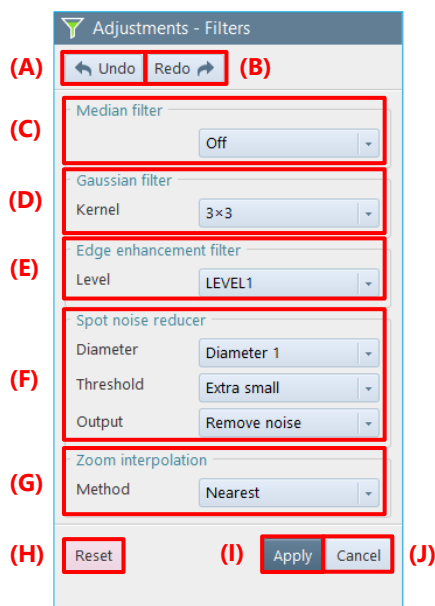 Adjustments - Filters
(A) Undo Redo (B)
Median filter
(C)
Off
Gaussian filter
(D) Kernel 3×3
Edge enhancement filter
(E) Level LEVEL1
Spot noise reducer
Diameter Diameter 1
(F) Threshold Extra small
Output Remove noise
Zoom interpolation
(G) Method Nearest
(H) Reset (I) Apply Cancel (J)